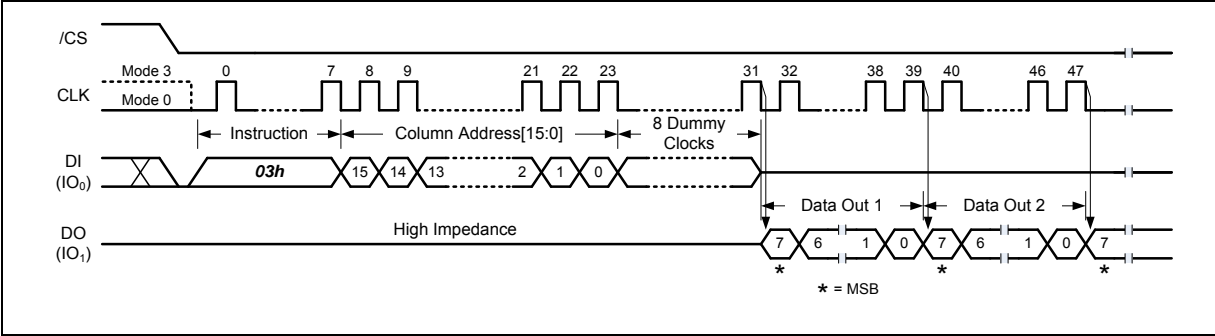 /CS
Mode 3 0 7 8 9 21 22 23 31 32 38 39 40 46 47
CLK Mode 0
Instruction Column Address[15:0] 8 Dummy Clocks
DI (IO0) 03h 15 14 13 2 1 0
Data Out 1 Data Out 2
DO (IO1) High Impedance 7 6 1 0 7 6 1 0 7
* * *
* = MSB